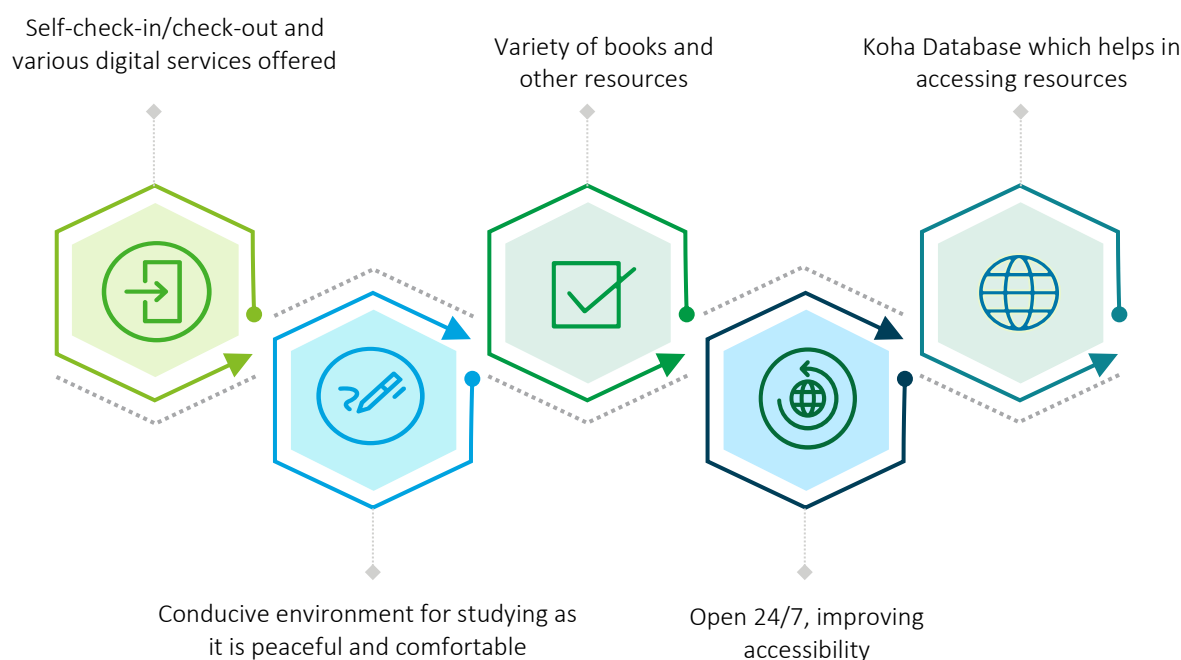 Self-check-in/check-out and
various digital services offered
Variety of books and
other resources
Koha Database which helps in
accessing resources
Conducive environment for studying as
it is peaceful and comfortable
Open 24/7, improving
accessibility